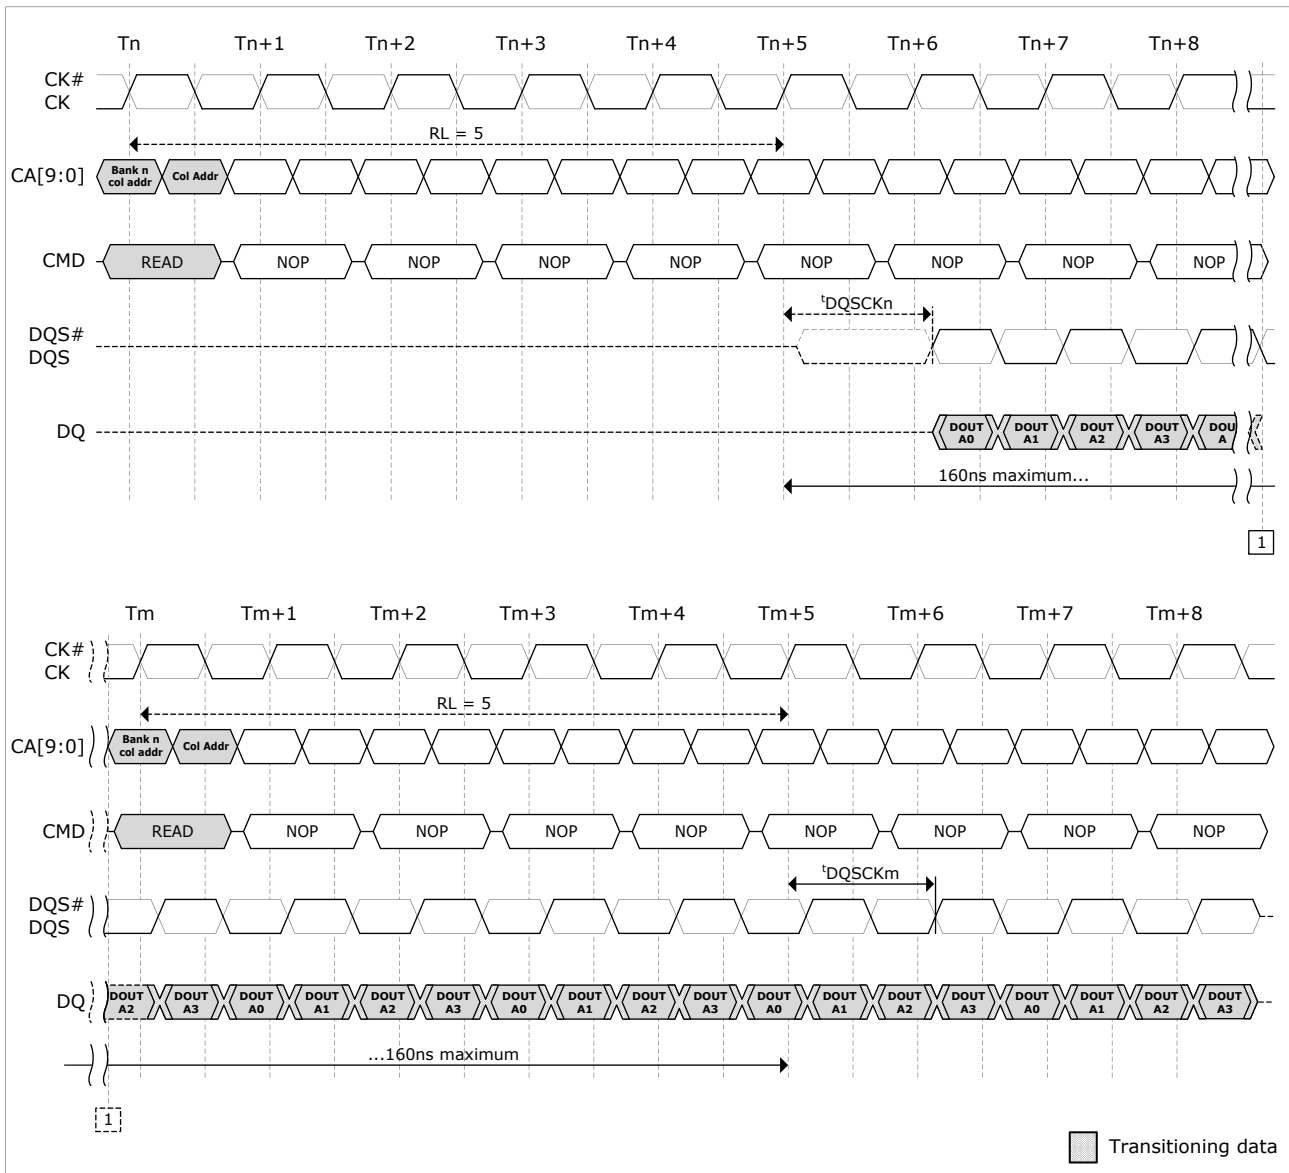 Tn Tn+1 Tn+2 Tn+3 Tn+4 Tn+5 Tn+6 Tn+7 Tn+8
CK#
CK
RL = 5
CA[9:0] Bank n col addr Col Addr
CMD READ NOP NOP NOP NOP NOP NOP NOP NOP
tDQSCKn
DQS#
DQS
DQ DOUT A0 DOUT A1 DOUT A2 DOUT A3 DOU A
160ns maximum...
1
Tm Tm+1 Tm+2 Tm+3 Tm+4 Tm+5 Tm+6 Tm+7 Tm+8
CK#
CK
RL = 5
CA[9:0] Bank n col addr Col Addr
CMD READ NOP NOP NOP NOP NOP NOP NOP NOP
tDQSCKm
DQS#
DQS
DQ DOUT A2 DOUT A3 DOUT A0 DOUT A1 DOUT A2 DOUT A3 DOUT A0 DOUT A1 DOUT A2 DOUT A3 DOUT A0 DOUT A1 DOUT A2 DOUT A3 DOUT A0 DOUT A1 DOUT A2 DOUT A3
...160ns maximum
1
Transitioning data